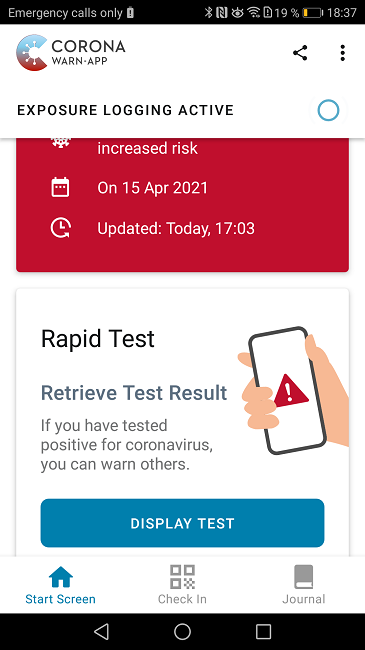 Emergency calls only 19 % 18:37
CORONA
WARN-APP
EXPOSURE LOGGING ACTIVE
increased risk
On 15 Apr 2021
Updated: Today, 17:03
Rapid Test
Retrieve Test Result
If you have tested
positive for coronavirus,
you can warn others.
DISPLAY TEST
Start Screen Check In Journal